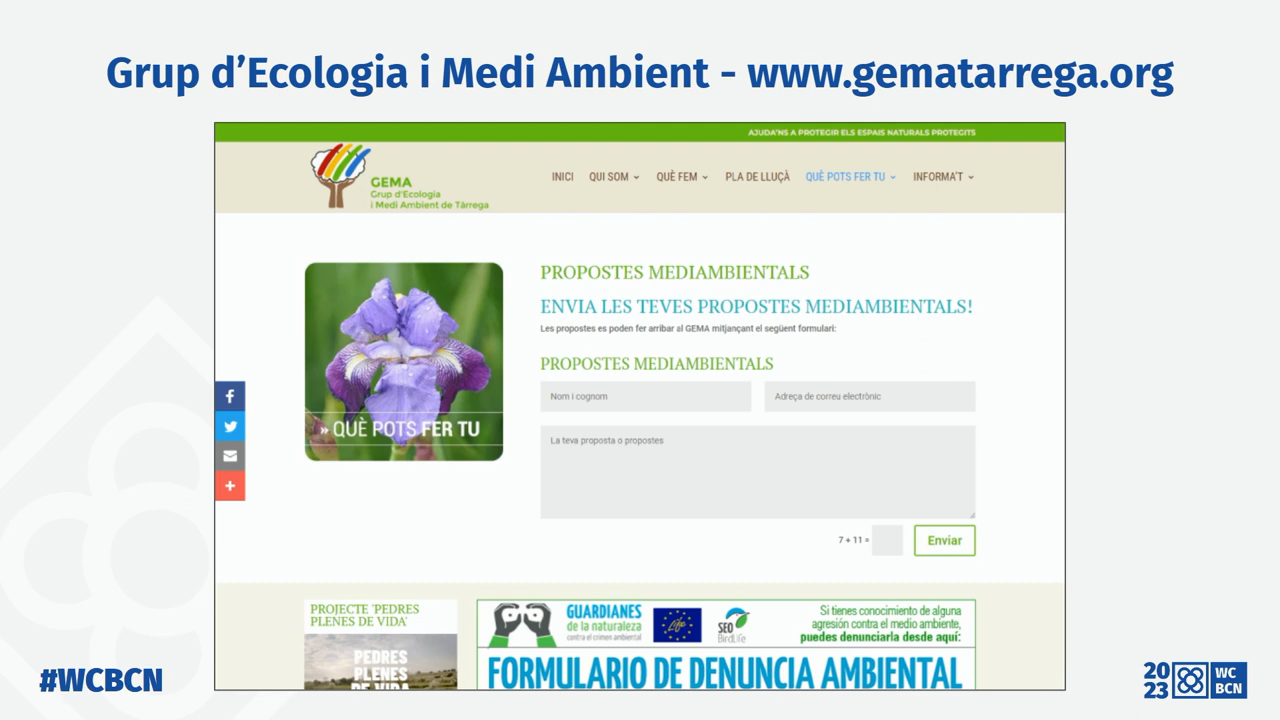 Grup d’Ecologia i Medi Ambient - www.gematarrega.org
AJUDA'NS A PROTEGIR ELS ESPAIS NATURALS PROTEGITS
GEMA
Grup d'Ecologia
i Medi Ambient de Tàrrega
INICI QUI SOM QUÈ FEM PLA DE LLUÇÀ QUÈ POTS FER TU INFORMA'T
» QUÈ POTS FER TU
PROPOSTES MEDIAMBIENTALS
ENVIA LES TEVES PROPOSTES MEDIAMBIENTALS!
Les propostes es poden fer arribar al GEMA mitjançant el següent formulari:
PROPOSTES MEDIAMBIENTALS
Nom i cognom
Adreça de correu electrònic
La teva proposta o propostes
7 + 11 =
Enviar
PROJECTE 'PEDRES
PLENES DE VIDA'
PEDRES
PLENES
DE VIDA
GUARDIANES
de la naturaleza
contra el crimen ambiental
Life
SEO
BirdLife
Si tienes conocimiento de alguna
agresión contra el medio ambiente,
puedes denunciarla desde aquí:
FORMULARIO DE DENUNCIA AMBIENTAL
#WCBCN
20
23
WC
BCN